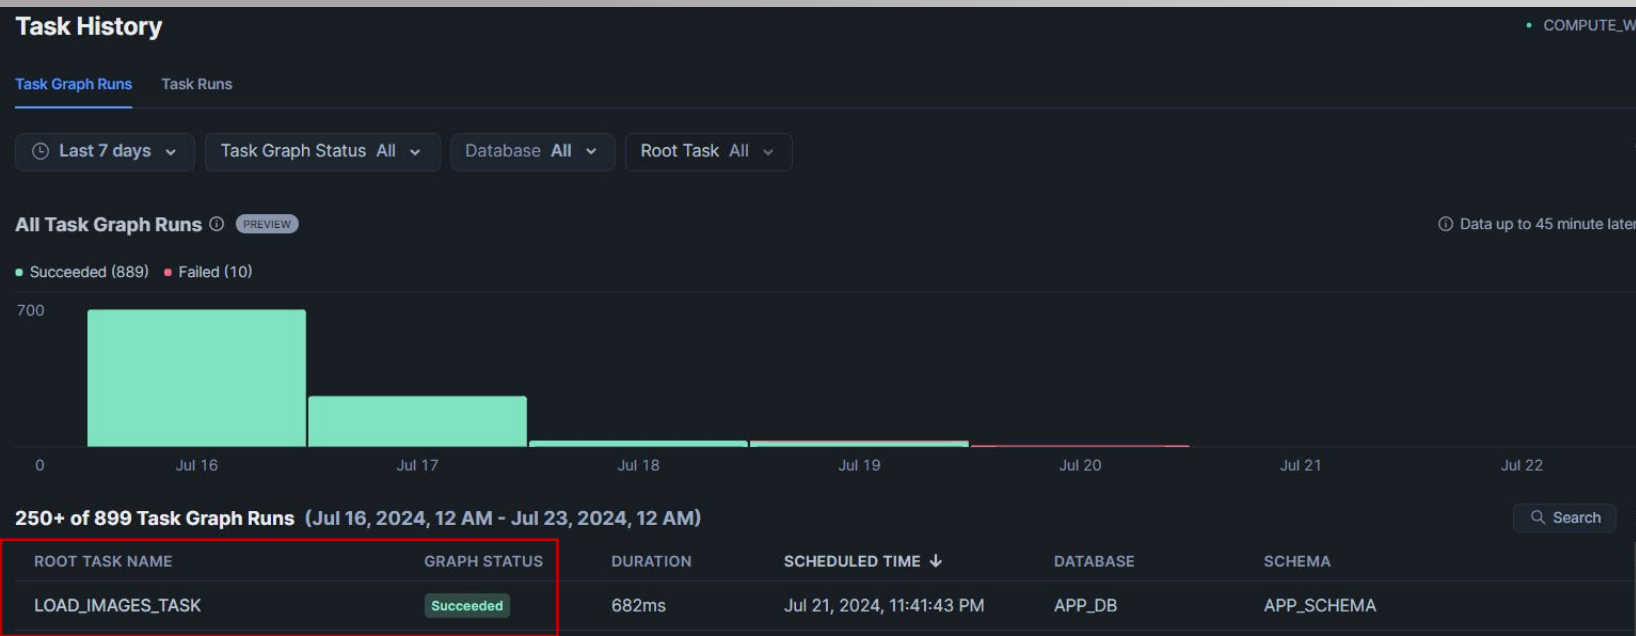 Task History
COMPUTE_W
Task Graph Runs Task Runs
Last 7 days Task Graph Status All Database All Root Task All
All Task Graph Runs PREVIEW Data up to 45 minute later
Succeeded (889) Failed (10)
700
0 Jul 16 Jul 17 Jul 18 Jul 19 Jul 20 Jul 21 Jul 22
250+ of 899 Task Graph Runs (Jul 16, 2024, 12 AM - Jul 23, 2024, 12 AM) Search
ROOT TASK NAME GRAPH STATUS DURATION SCHEDULED TIME DATABASE SCHEMA
LOAD_IMAGES_TASK Succeeded 682ms Jul 21, 2024, 11:41:43 PM APP_DB APP_SCHEMA